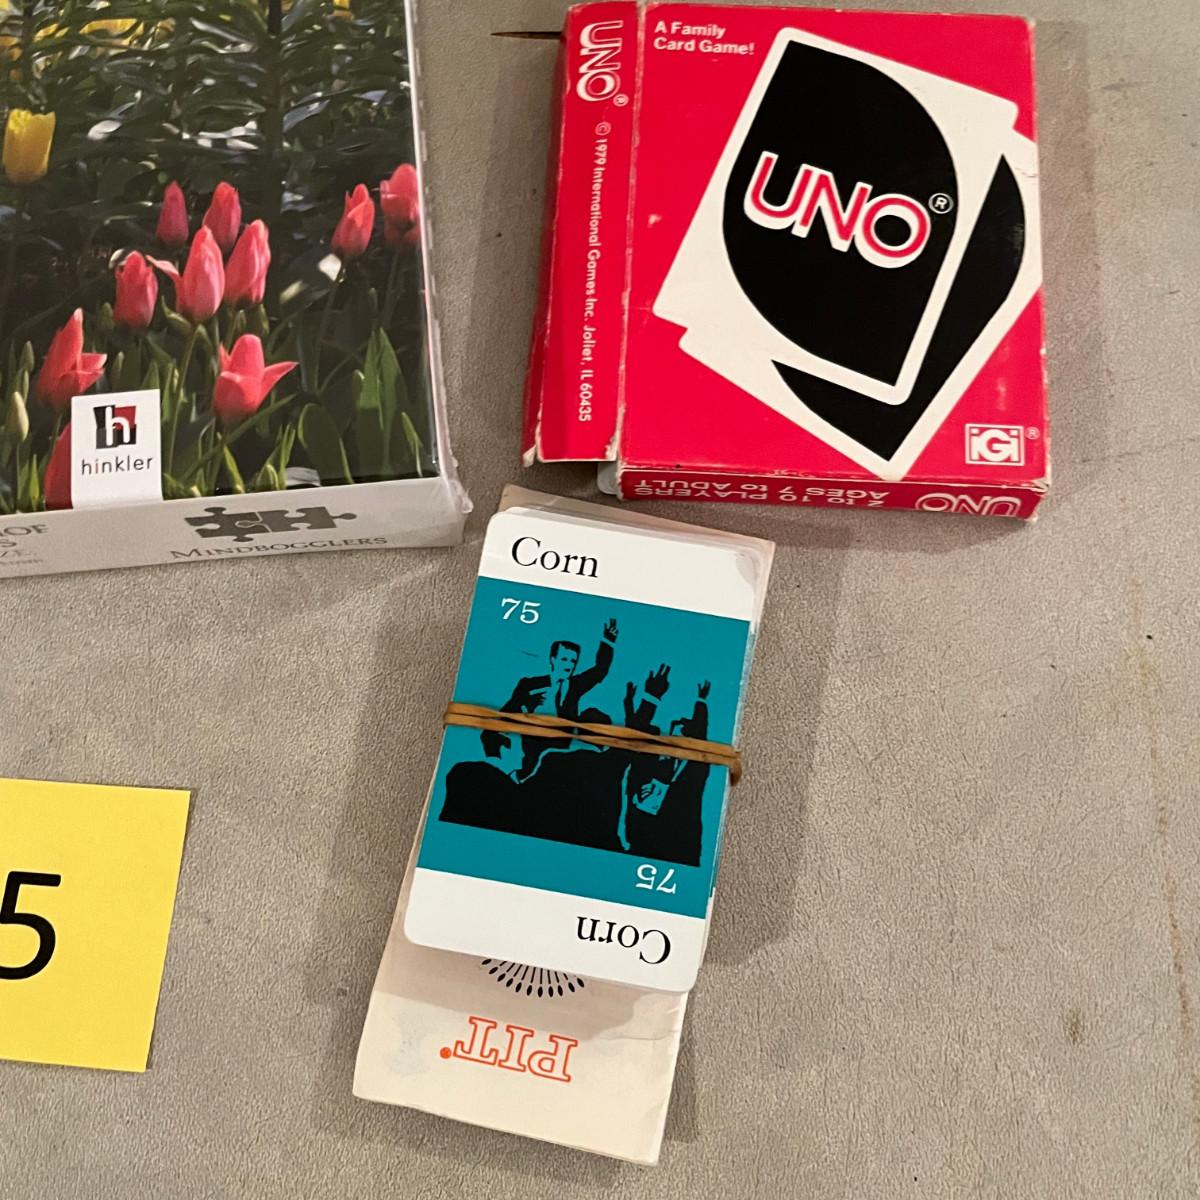 UNO®
© 1979 International Games Inc. Joliet, IL 60435
A Family
Card Game!
UNO®
iGi®
2 to 10 PLAYERS
AGES 7 to ADULT
UNO
hinkler
OF
MINDBOGGLERS
Corn
75
75
Corn
PIT®
5